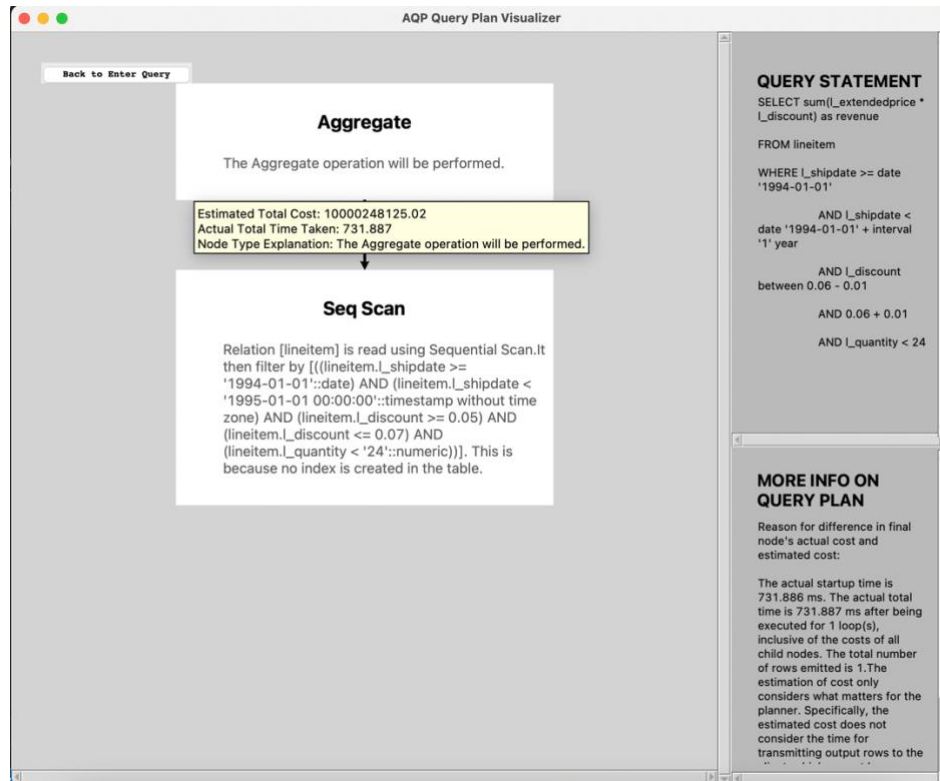 AQP Query Plan Visualizer
Back to Enter Query
Aggregate
The Aggregate operation will be performed.
Estimated Total Cost: 10000248125.02
Actual Total Time Taken: 731.887
Node Type Explanation: The Aggregate operation will be performed.
Seq Scan
Relation [lineitem] is read using Sequential Scan.It
then filter by [((lineitem.l_shipdate >=
'1994-01-01'::date) AND (lineitem.l_shipdate <
'1995-01-01 00:00:00'::timestamp without time
zone) AND (lineitem.l_discount >= 0.05) AND
(lineitem.l_discount <= 0.07) AND
(lineitem.l_quantity < '24'::numeric))]. This is
because no index is created in the table.
QUERY STATEMENT
SELECT sum(l_extendedprice *
l_discount) as revenue
FROM lineitem
WHERE l_shipdate >= date
'1994-01-01'
AND l_shipdate <
date '1994-01-01' + interval
'1' year
AND l_discount
between 0.06 - 0.01
AND 0.06 + 0.01
AND l_quantity < 24
MORE INFO ON
QUERY PLAN
Reason for difference in final
node's actual cost and
estimated cost:
The actual startup time is
731.886 ms. The actual total
time is 731.887 ms after being
executed for 1 loop(s),
inclusive of the costs of all
child nodes. The total number
of rows emitted is 1.The
estimation of cost only
considers what matters for the
planner. Specifically, the
estimated cost does not
consider the time for
transmitting output rows to the